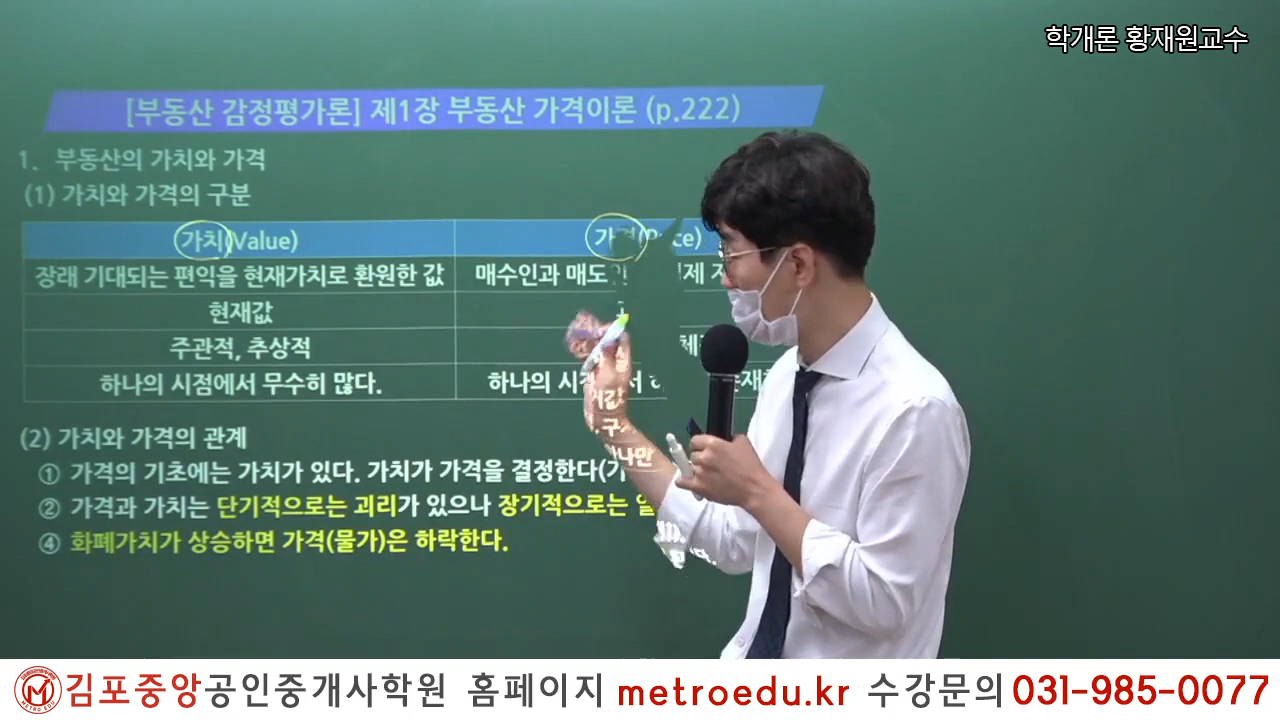 학개론 황재원교수
[부동산 감정평가론] 제1장 부동산 가격이론 (p.222)
1. 부동산의 가치와 가격
(1) 가치와 가격의 구분
가치(Value)
장래 기대되는 편익을 현재가치로 환원한 값 매수인과
현재값
주관적, 추상적
하나의 시점에서 무수히 많다. 하나의
(2) 가치와 가격의 관계
① 가격의 기초에는 가치가 있다. 가치가 가격을 결정한다
② 가격과 가치는 단기적으로는 괴리가 있으나 장기적으로는
④ 화폐가치가 상승하면 가격(물가)은 하락한다.
METRO EDU
김포중앙공인중개사학원 홈페이지 metroedu.kr 수강문의 031-985-0077